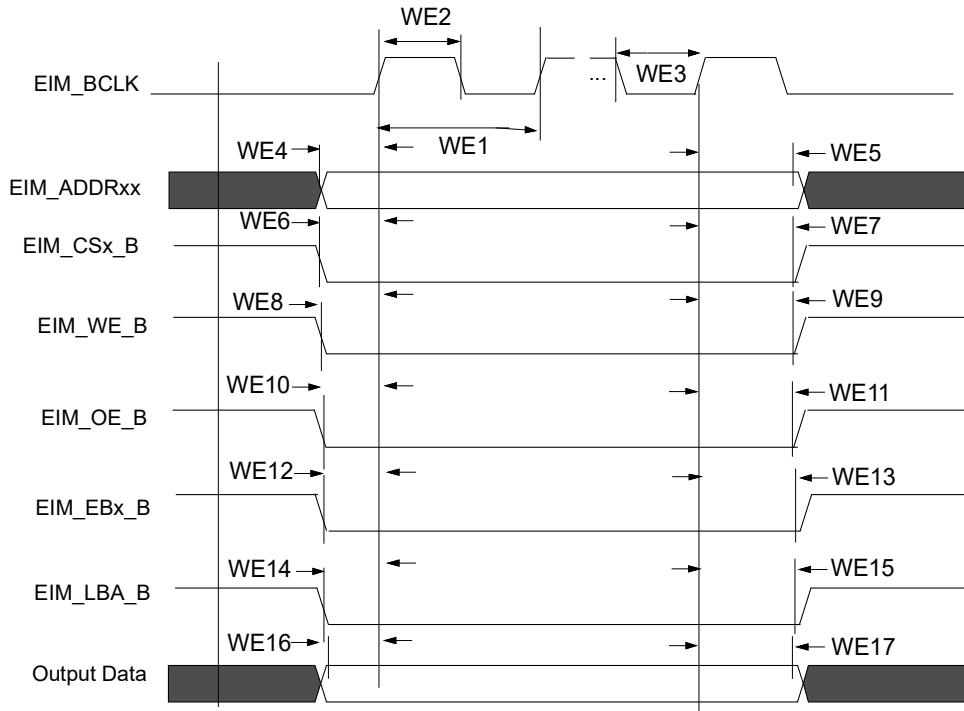 WE2
EIM_BCLK
...
WE3
WE1
WE4
WE5
EIM_ADDRxx
WE6
WE7
EIM_CSx_B
WE8
WE9
EIM_WE_B
WE10
WE11
EIM_OE_B
WE12
WE13
EIM_EBx_B
WE14
WE15
EIM_LBA_B
WE16
WE17
Output Data